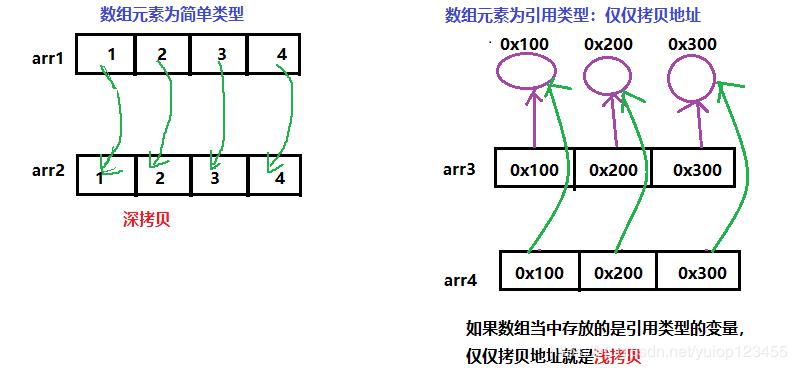 数组元素为简单类型
arr1 1 2 3 4
arr2 1 2 3 4
深拷贝
数组元素为引用类型：仅仅拷贝地址
0x100 0x200 0x300
arr3 0x100 0x200 0x300
arr4 0x100 0x200 0x300
如果数组当中存放的是引用类型的变量，
仅仅拷贝地址就是浅拷贝
sdn.net/yulop123456